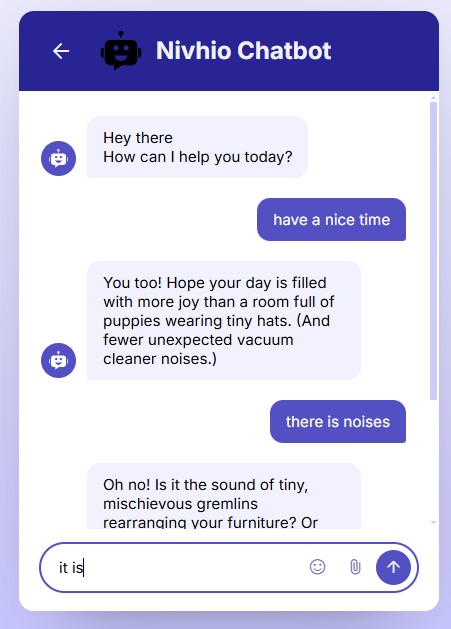 Nivhio Chatbot
Hey there
How can I help you today?
have a nice time
You too! Hope your day is filled
with more joy than a room full of
puppies wearing tiny hats. (And
fewer unexpected vacuum
cleaner noises.)
there is noises
Oh no! Is it the sound of tiny,
mischievous gremlins
rearranging your furniture? Or
it is